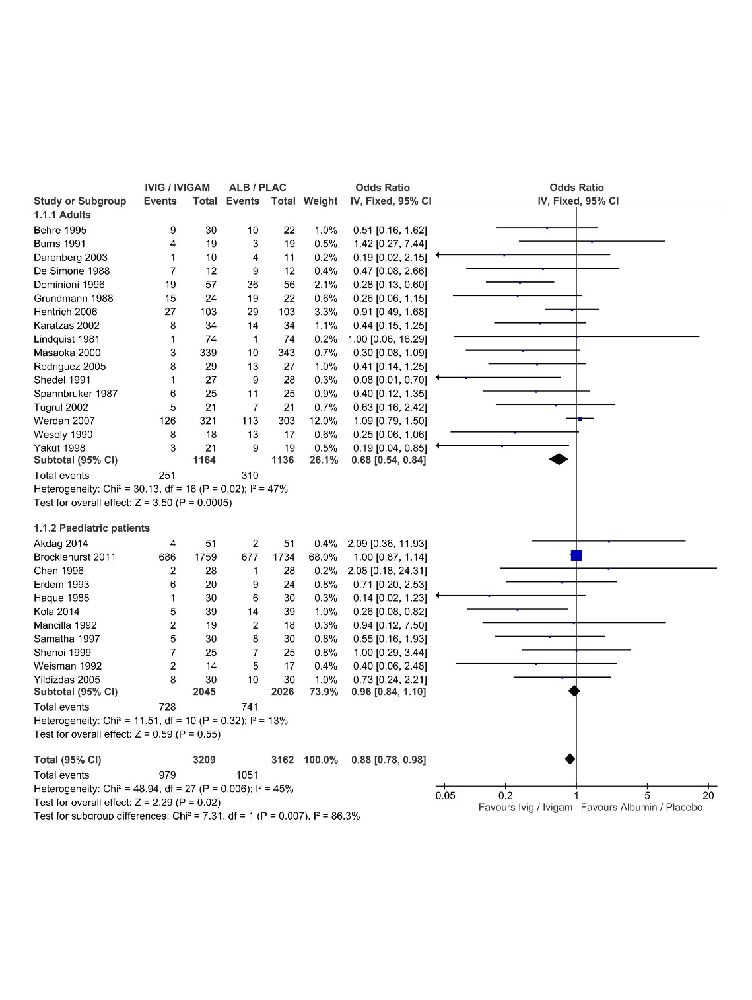 IVIG / IVIGAM ALB / PLAC Odds Ratio Odds Ratio
Study or Subgroup Events Total Events Total Weight IV, Fixed, 95% CI IV, Fixed, 95% CI
1.1.1 Adults
Behre 1995 9 30 10 22 1.0% 0.51 [0.16, 1.62]
Burns 1991 4 19 3 19 0.5% 1.42 [0.27, 7.44]
Darenberg 2003 1 10 4 11 0.2% 0.19 [0.02, 2.15]
De Simone 1988 7 12 9 12 0.4% 0.47 [0.08, 2.66]
Dominioni 1996 19 57 36 56 2.1% 0.28 [0.13, 0.60]
Grundmann 1988 15 24 19 22 0.6% 0.26 [0.06, 1.15]
Hentrich 2006 27 103 29 103 3.3% 0.91 [0.49, 1.68]
Karatzas 2002 8 34 14 34 1.1% 0.44 [0.15, 1.25]
Lindquist 1981 1 74 1 74 0.2% 1.00 [0.06, 16.29]
Masaoka 2000 3 339 10 343 0.7% 0.30 [0.08, 1.09]
Rodriguez 2005 8 29 13 27 1.0% 0.41 [0.14, 1.25]
Shedel 1991 1 27 9 28 0.3% 0.08 [0.01, 0.70]
Spannbruker 1987 6 25 11 25 0.9% 0.40 [0.12, 1.35]
Tugrul 2002 5 21 7 21 0.7% 0.63 [0.16, 2.42]
Werdan 2007 126 321 113 303 12.0% 1.09 [0.79, 1.50]
Wesoly 1990 8 18 13 17 0.6% 0.25 [0.06, 1.06]
Yakut 1998 3 21 9 19 0.5% 0.19 [0.04, 0.85]
Subtotal (95% CI) 1164 1136 26.1% 0.68 [0.54, 0.84]
Total events 251 310
Heterogeneity: Chi² = 30.13, df = 16 (P = 0.02); I² = 47%
Test for overall effect: Z = 3.50 (P = 0.0005)
1.1.2 Paediatric patients
Akdag 2014 4 51 2 51 0.4% 2.09 [0.36, 11.93]
Brocklehurst 2011 686 1759 677 1734 68.0% 1.00 [0.87, 1.14]
Chen 1996 2 28 1 28 0.2% 2.08 [0.18, 24.31]
Erdem 1993 6 20 9 24 0.8% 0.71 [0.20, 2.53]
Haque 1988 1 30 6 30 0.3% 0.14 [0.02, 1.23]
Kola 2014 5 39 14 39 1.0% 0.26 [0.08, 0.82]
Mancilla 1992 2 19 2 18 0.3% 0.94 [0.12, 7.50]
Samatha 1997 5 30 8 30 0.8% 0.55 [0.16, 1.93]
Shenoi 1999 7 25 7 25 0.8% 1.00 [0.29, 3.44]
Weisman 1992 2 14 5 17 0.4% 0.40 [0.06, 2.48]
Yildizdas 2005 8 30 10 30 1.0% 0.73 [0.24, 2.21]
Subtotal (95% CI) 2045 2026 73.9% 0.96 [0.84, 1.10]
Total events 728 741
Heterogeneity: Chi² = 11.51, df = 10 (P = 0.32); I² = 13%
Test for overall effect: Z = 0.59 (P = 0.55)
Total (95% CI) 3209 3162 100.0% 0.88 [0.78, 0.98]
Total events 979 1051
Heterogeneity: Chi² = 48.94, df = 27 (P = 0.006); I² = 45%
Test for overall effect: Z = 2.29 (P = 0.02)
Test for subgroup differences: Chi² = 7.31, df = 1 (P = 0.007), I² = 86.3%
0.05 0.2 1 5 20
Favours Ivig / Ivigam Favours Albumin / Placebo